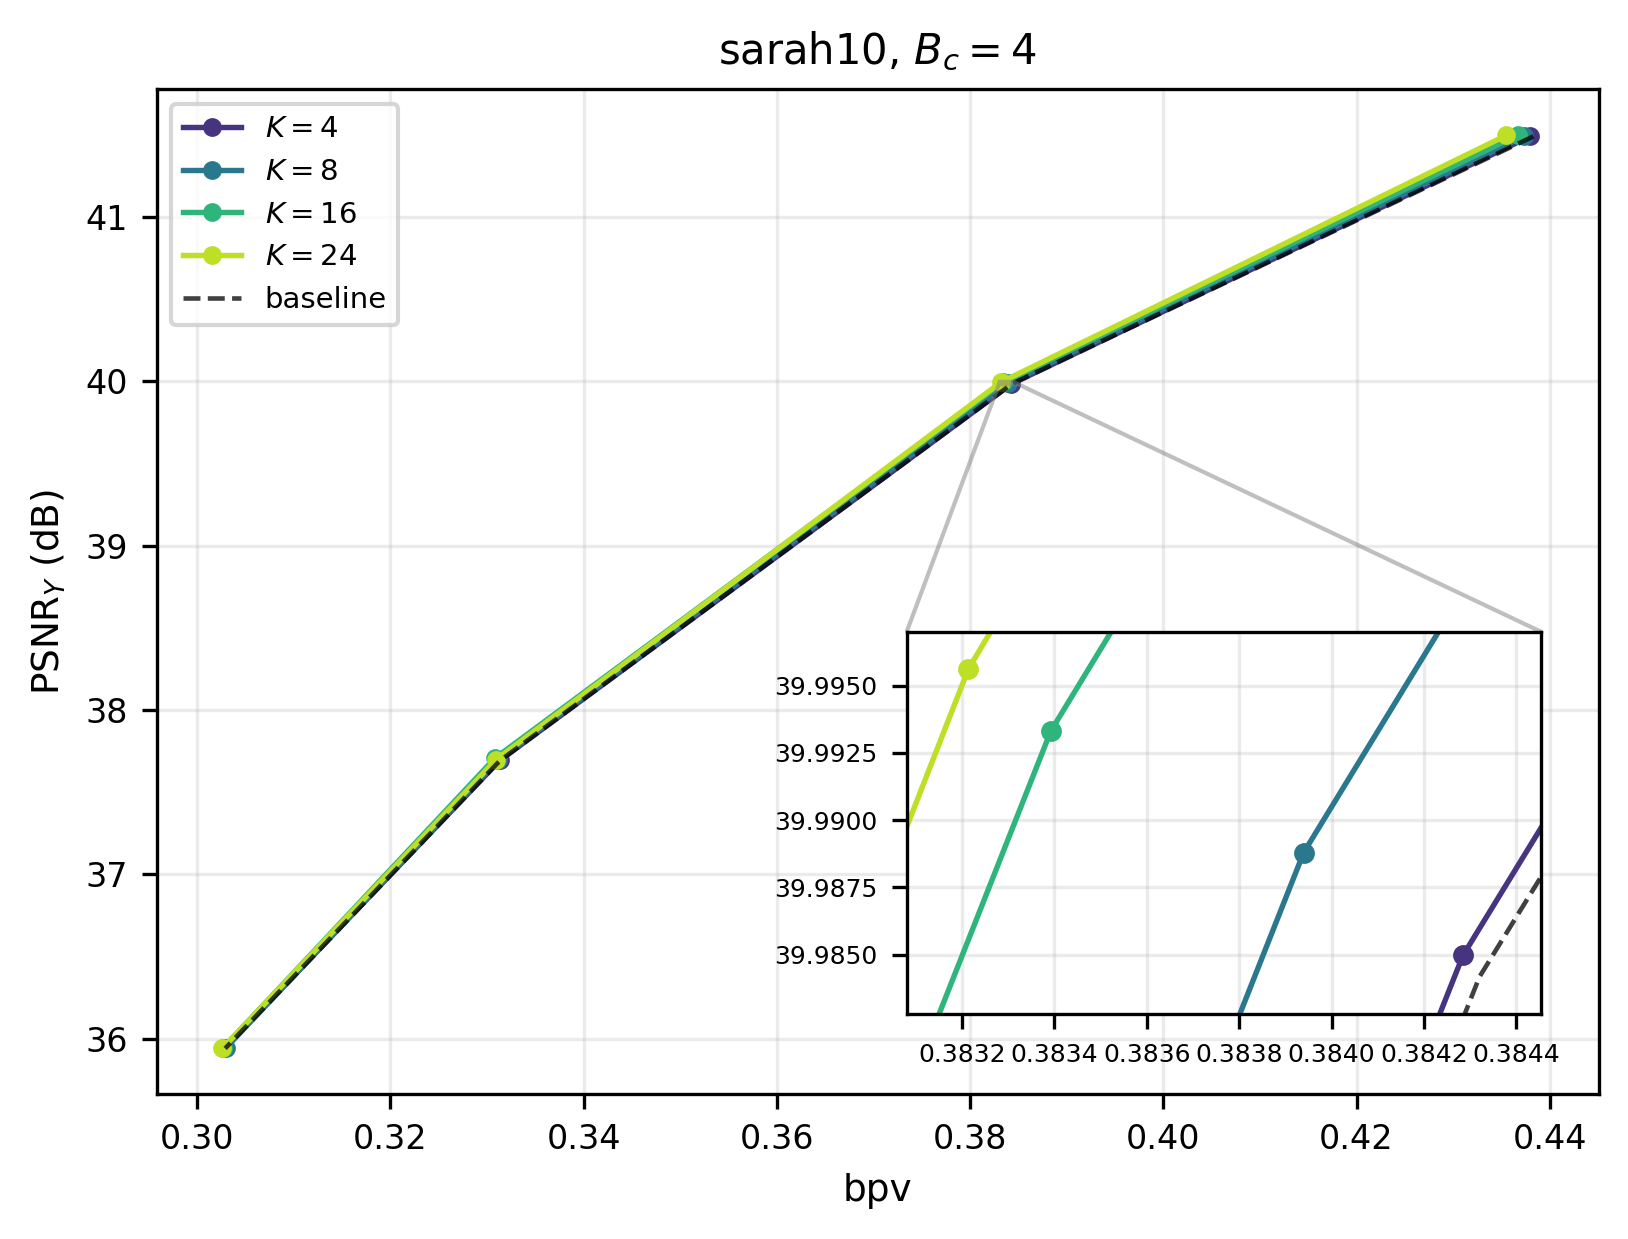 sarah10, B_c = 4
K = 4
K = 8
K = 16
K = 24
baseline
PSNR_Y (dB)
41
40
39
38
37
36
39.9950
39.9925
39.9900
39.9875
39.9850
0.3832 0.3834 0.3836 0.3838 0.3840 0.3842 0.3844
0.30 0.32 0.34 0.36 0.38 0.40 0.42 0.44
bpv